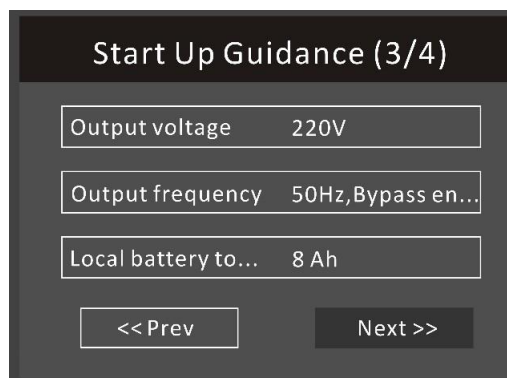 Start Up Guidance (3/4)
Output voltage 220V
Output frequency 50Hz,Bypass en...
Local battery to... 8 Ah
<< Prev Next >>